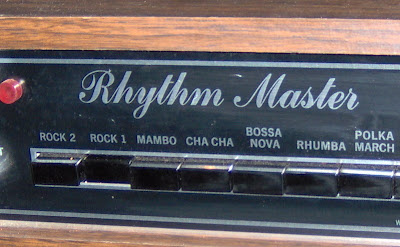 Rhythm Master
ROCK 2 ROCK 1 MAMBO CHA CHA BOSSA NOVA RHUMBA POLKA MARCH